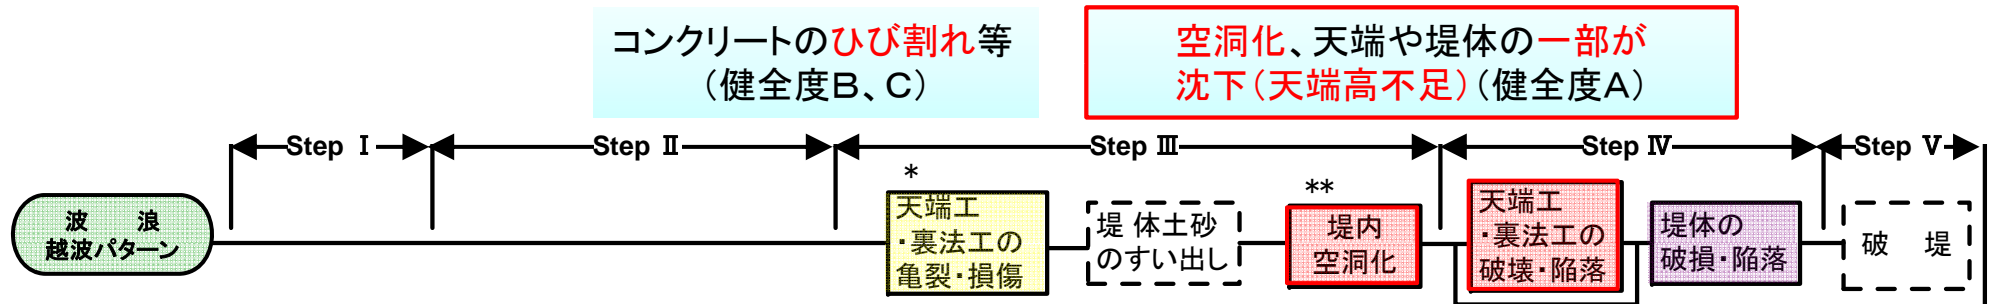 コンクリートのひび割れ等
（健全度B、C）
空洞化、天端や堤体の一部が
沈下（天端高不足）（健全度A）
Step Ⅰ
Step Ⅱ
Step Ⅲ
Step Ⅳ
Step Ⅴ
波　浪
越波パターン
*
天端工
・裏法工の
亀裂・損傷
堤 体土砂
のすい出し
**
堤内
空洞化
天端工
・裏法工の
破壊・陥落
堤体の
破損・陥落
破　堤